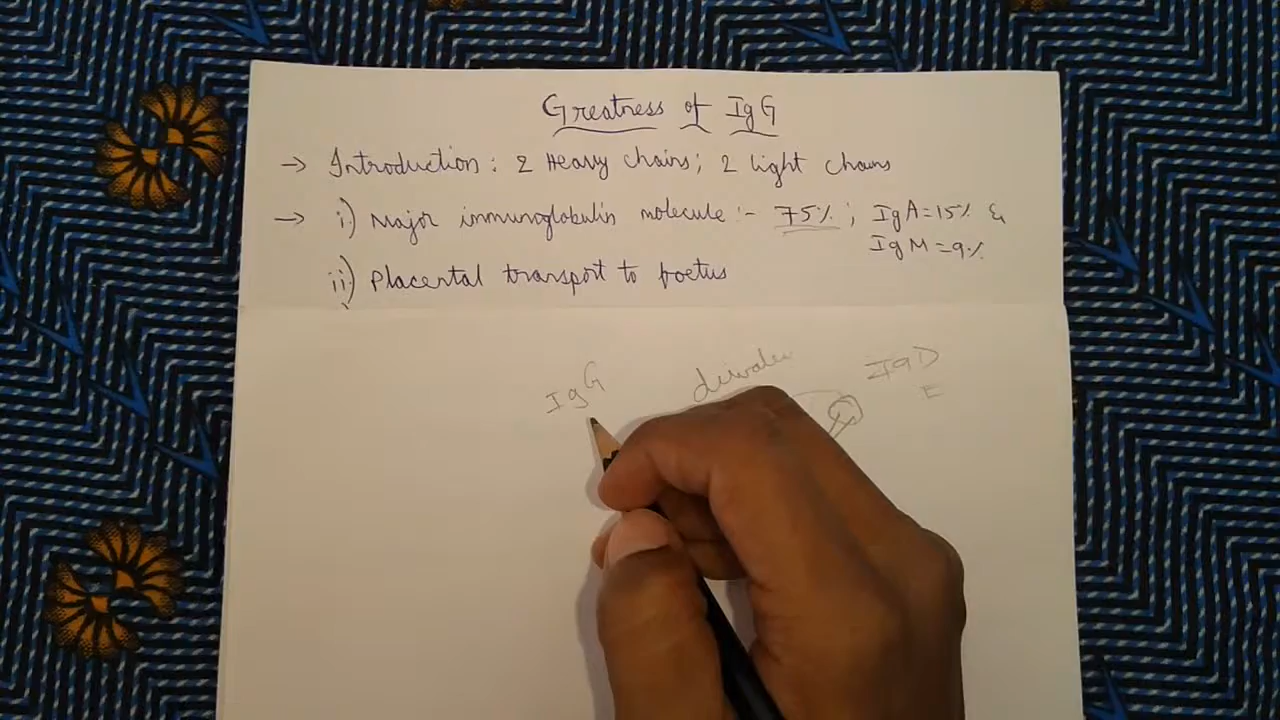 Greatness of IgG
→ Introduction: 2 Heavy chains; 2 light chains
→ i) Major immunoglobulin molecule :- 75% ; IgA=15% &
IgM=9%
ii) Placental transport to foetus
IgG
IgD
E